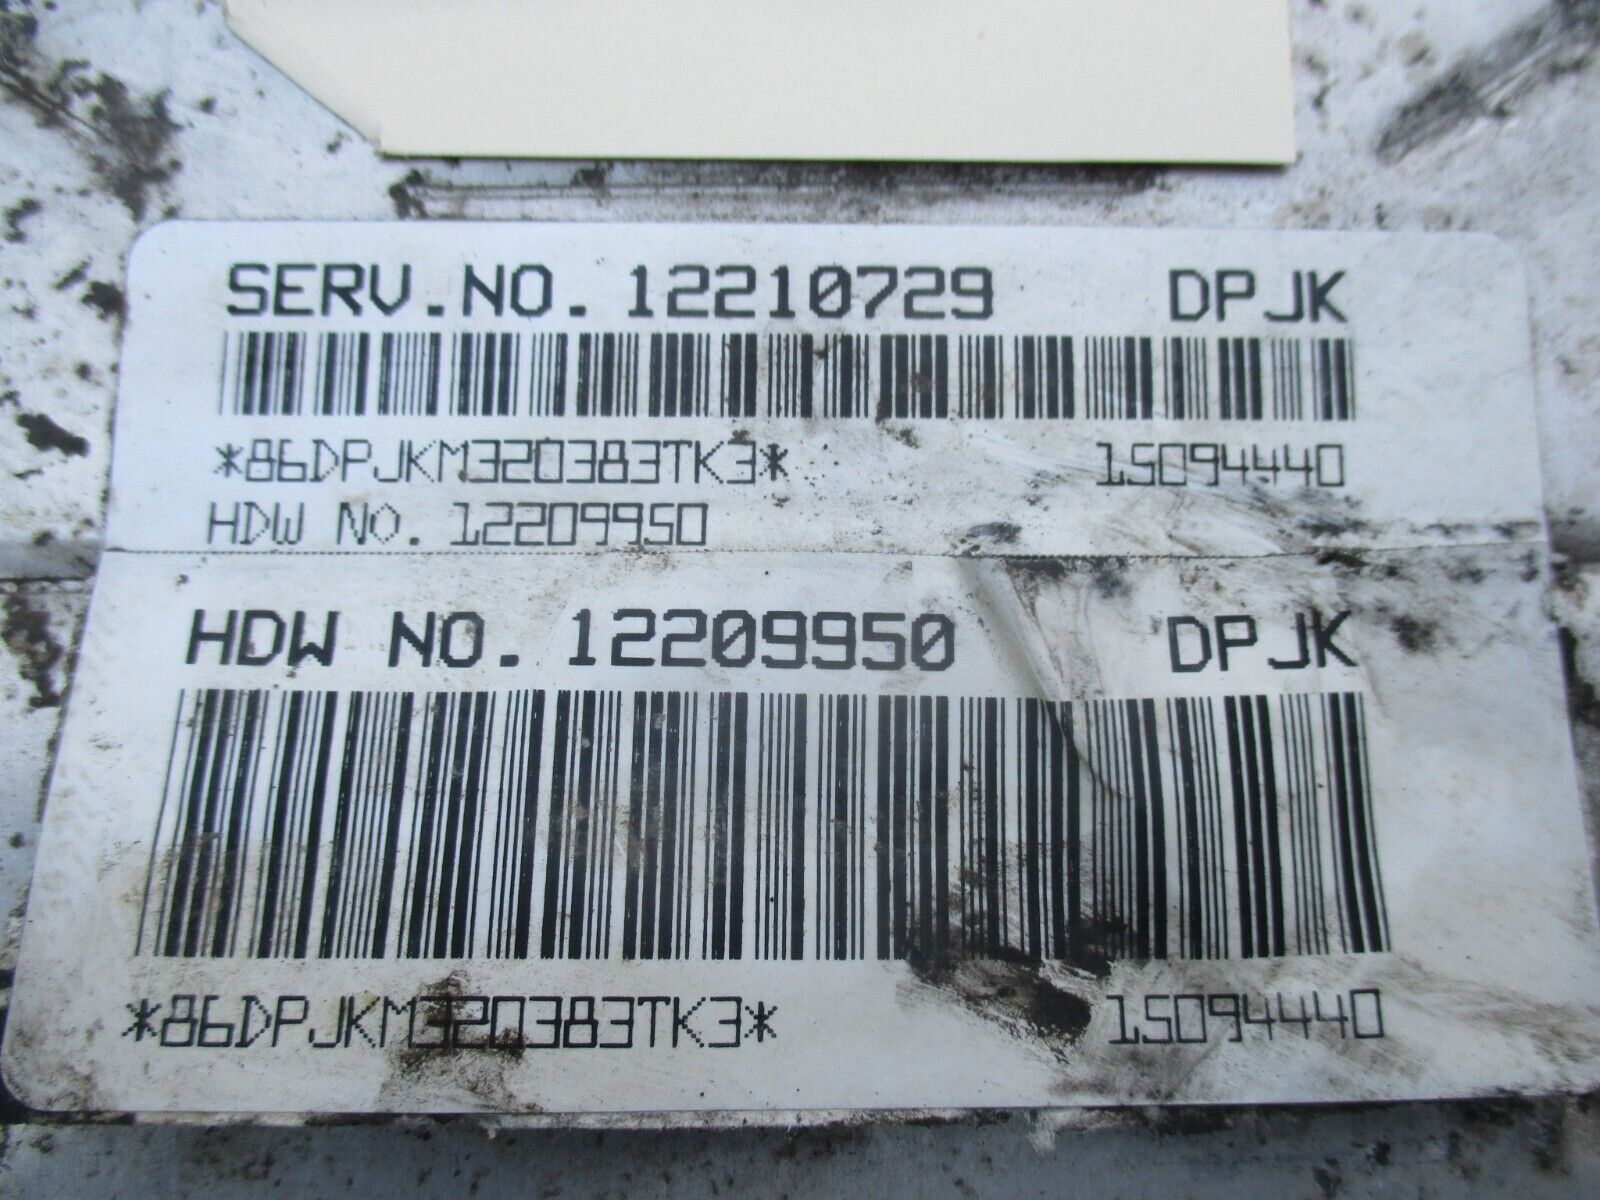 SERV.NO. 12210729 DPJK
*86DPJKM320383TK3* 15094440
HDW NO. 12209950
HDW NO. 12209950 DPJK
*86DPJKM320383TK3* 15094440